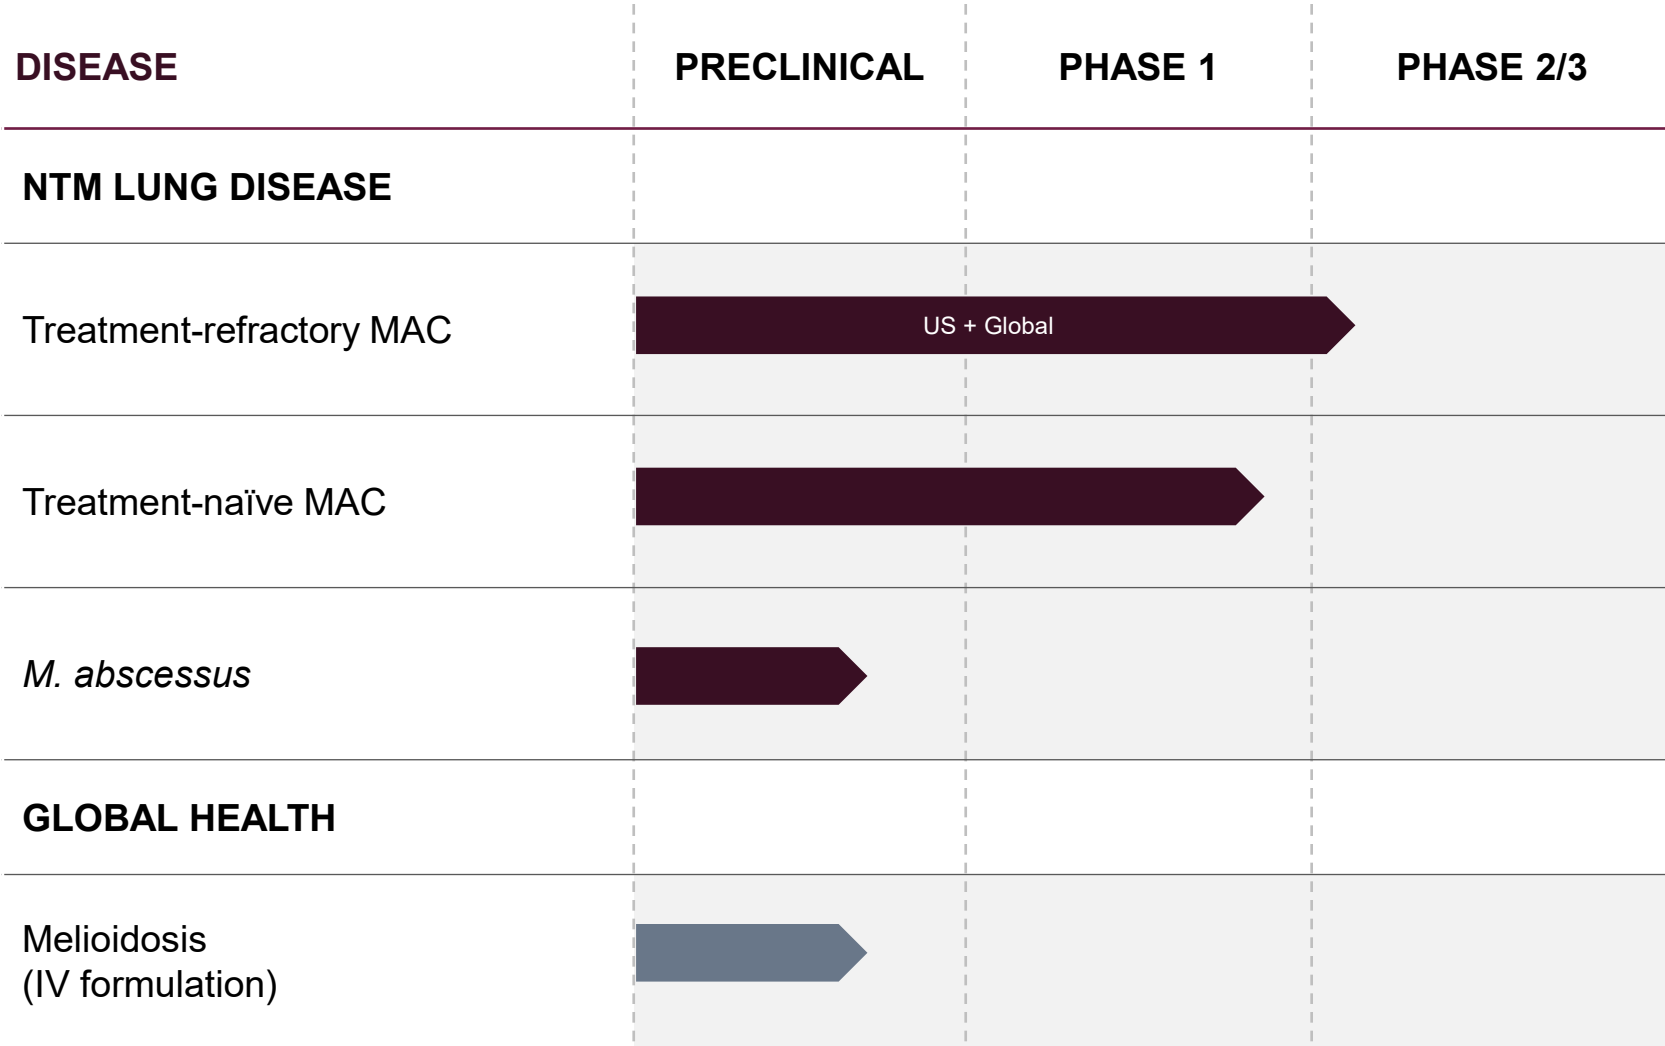 DISEASE PRECLINICAL PHASE 1 PHASE 2/3
NTM LUNG DISEASE
Treatment-refractory MAC US + Global
Treatment-naïve MAC
M. abscessus
GLOBAL HEALTH
Melioidosis
(IV formulation)